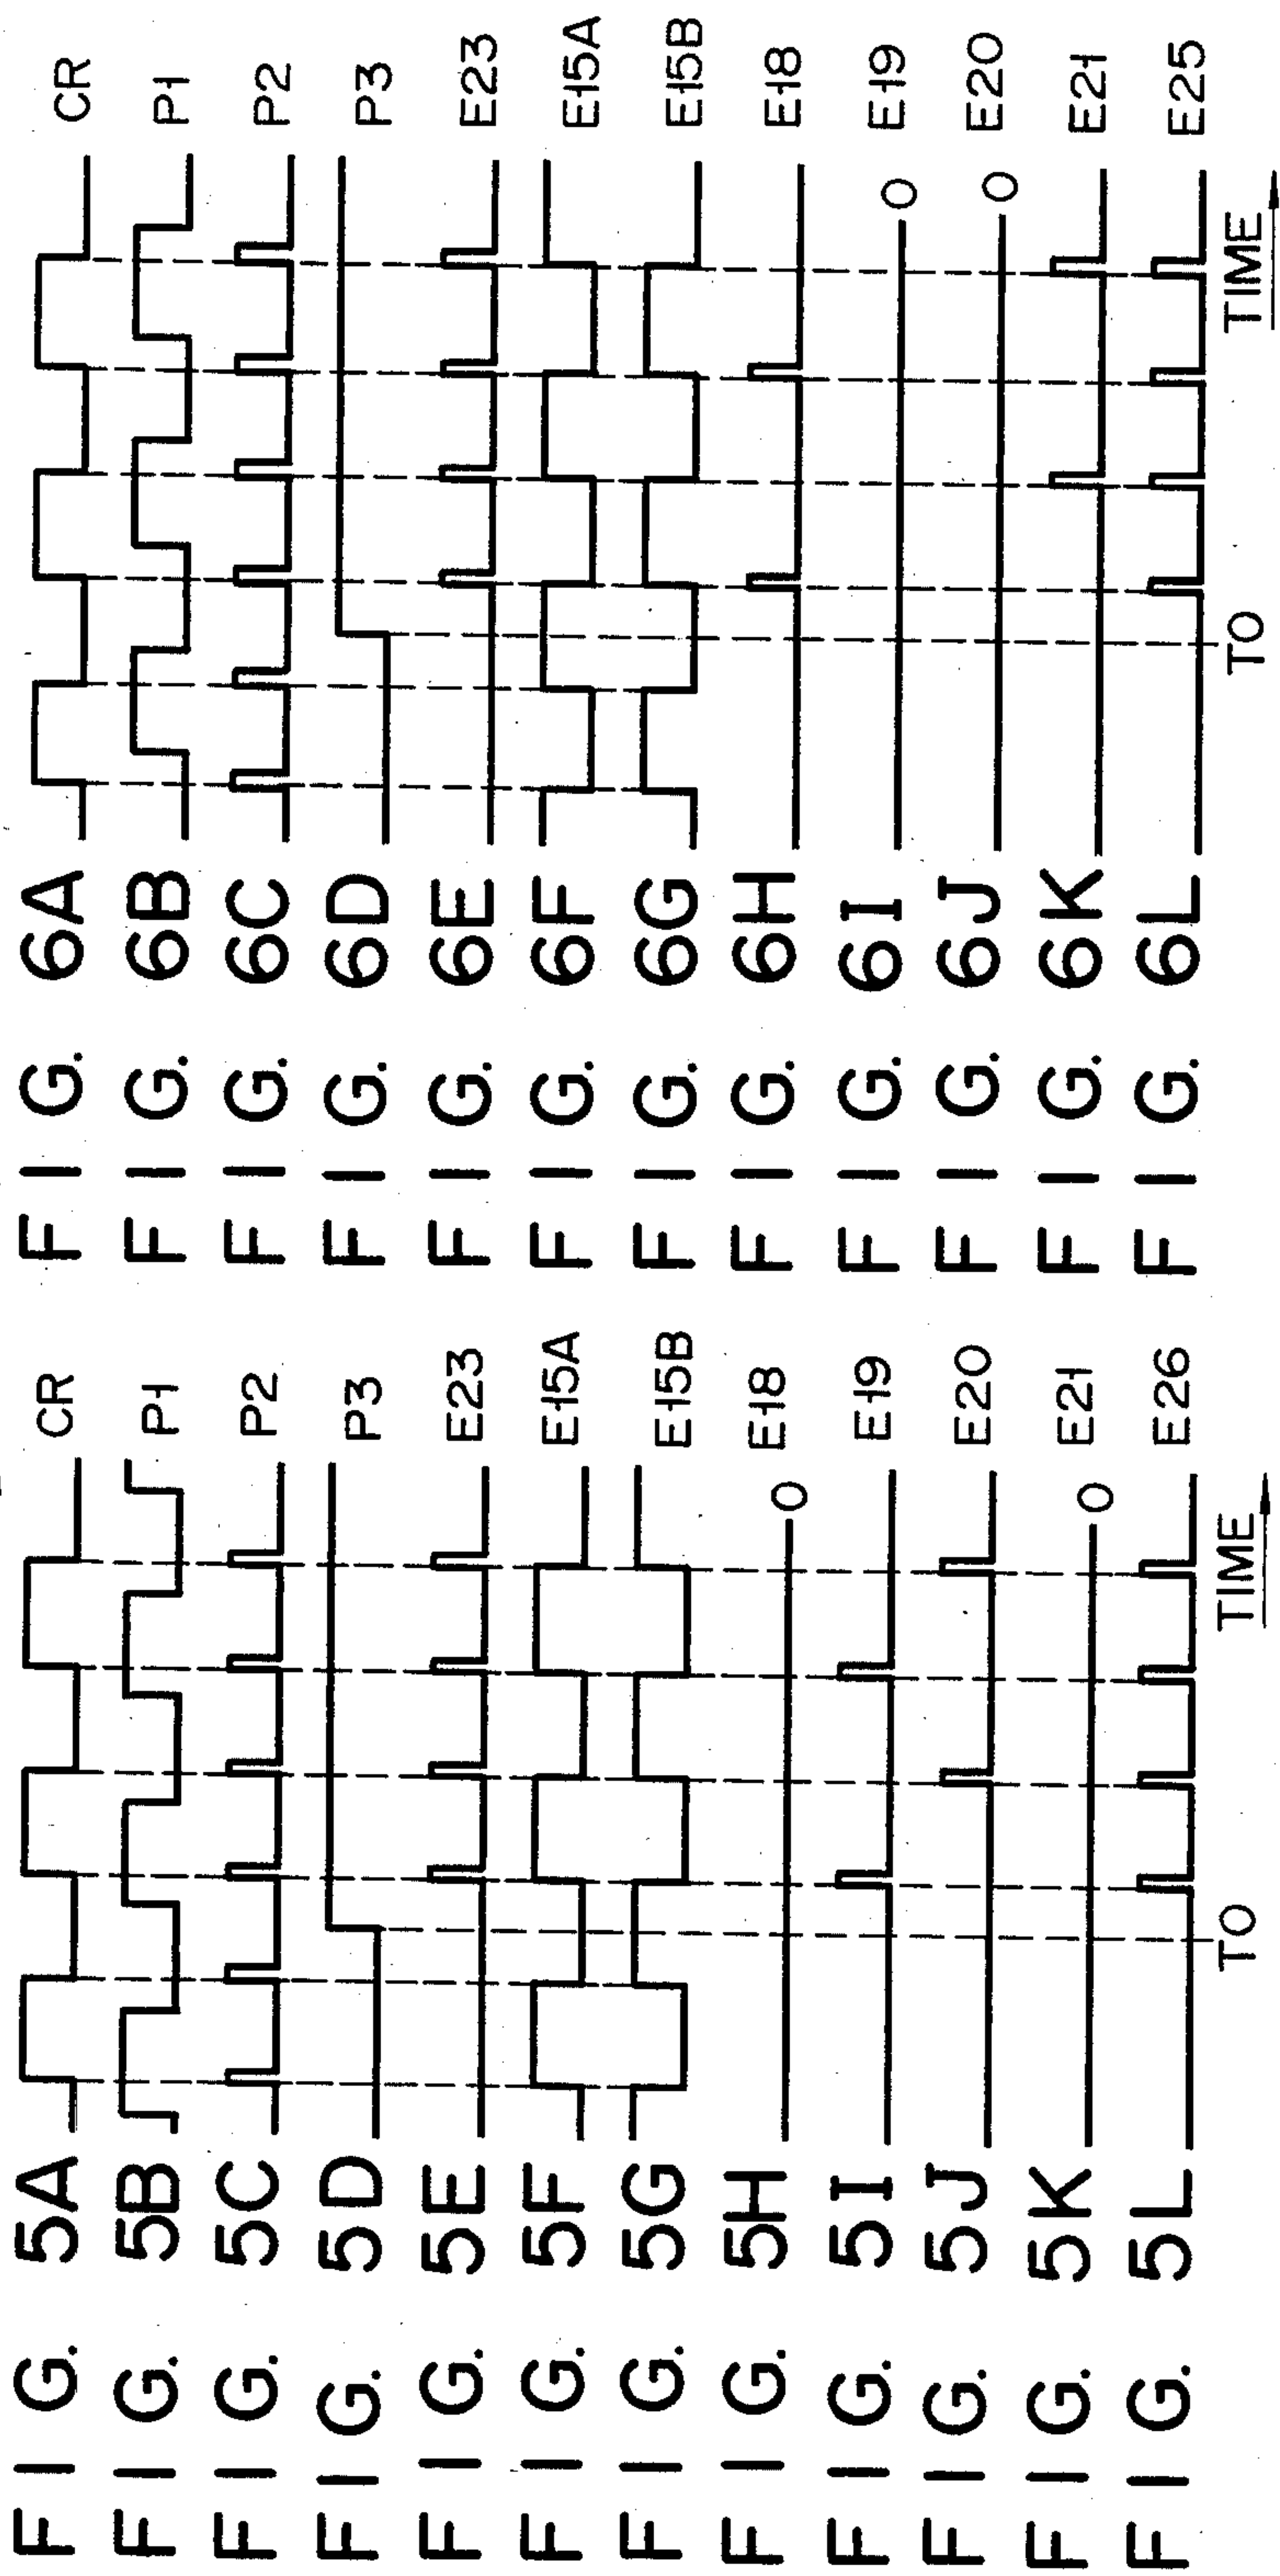 FIG. 5A CR
FIG. 5B P1
FIG. 5C P2
FIG. 5D P3
FIG. 5E E23
FIG. 5F E15A
FIG. 5G E15B
FIG. 5H 0 E18
FIG. 5I E19
FIG. 5J E20
FIG. 5K 0 E21
FIG. 5L E26
TO TIME
FIG. 6A CR
FIG. 6B P1
FIG. 6C P2
FIG. 6D P3
FIG. 6E E23
FIG. 6F E15A
FIG. 6G E15B
FIG. 6H E18
FIG. 6I 0 E19
FIG. 6J 0 E20
FIG. 6K E21
FIG. 6L E25
TO TIME